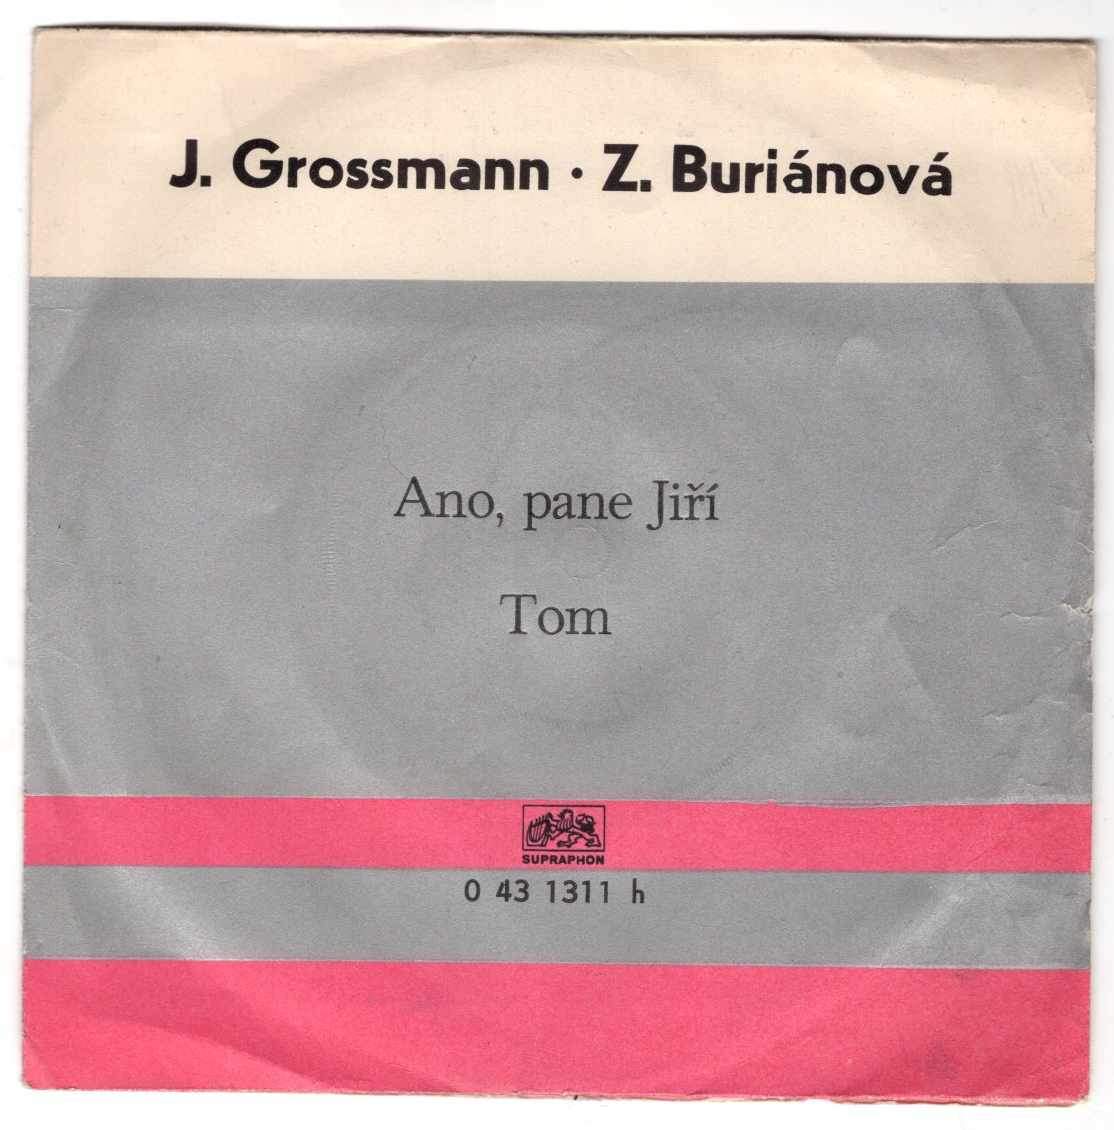 J. Grossmann · Z. Buriánová
Ano, pane Jiří
Tom
SUPRAPHON
0 43 1311 h